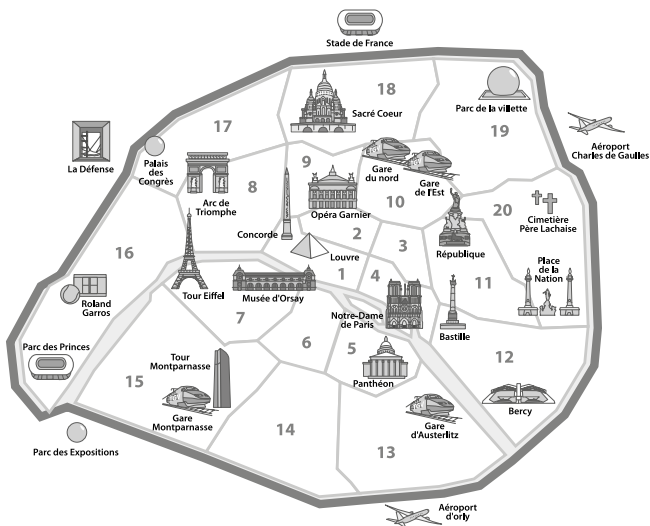 Stade de France
18
Sacré Coeur
Parc de la villette
19
17
Aéroport
Charles de Gaulles
La Défense
Palais
des
Congrès
Arc de
Triomphe
8
9
Opéra Garnier
Gare
du nord
Gare
de l'Est
10
20
Cimetière
Père Lachaise
Concorde
2
3
République
Louvre
16
1
4
11
Place
de la
Nation
Tour Eiffel
Musée d'Orsay
Roland
Garros
7
Notre-Dame
de Paris
Bastille
6
5
12
Parc des Princes
Tour
Montparnasse
Panthéon
15
Gare
Montparnasse
Bercy
Gare
d'Austerlitz
14
13
Parc des Expositions
Aéroport
d'orly